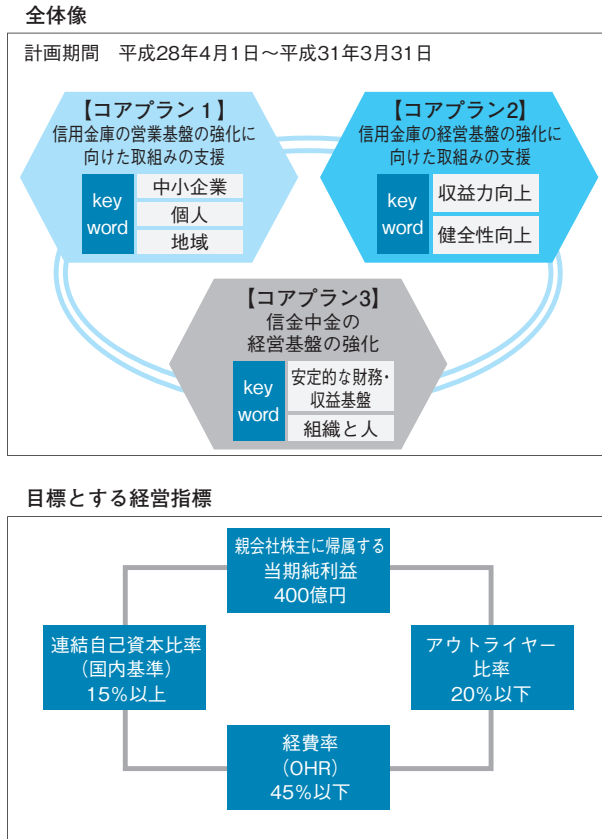 全体像
計画期間　平成28年4月1日～平成31年3月31日
【コアプラン１】
信用金庫の営業基盤の強化に
向けた取組みの支援
key
word
中小企業
個人
地域
【コアプラン2】
信用金庫の経営基盤の強化に
向けた取組みの支援
key
word
収益力向上
健全性向上
【コアプラン3】
信金中金の
経営基盤の強化
key
word
安定的な財務・
収益基盤
組織と人
目標とする経営指標
親会社株主に帰属する
当期純利益
400億円
連結自己資本比率
（国内基準）
15%以上
アウトライヤー
比率
20%以下
経費率
（OHR）
45%以下